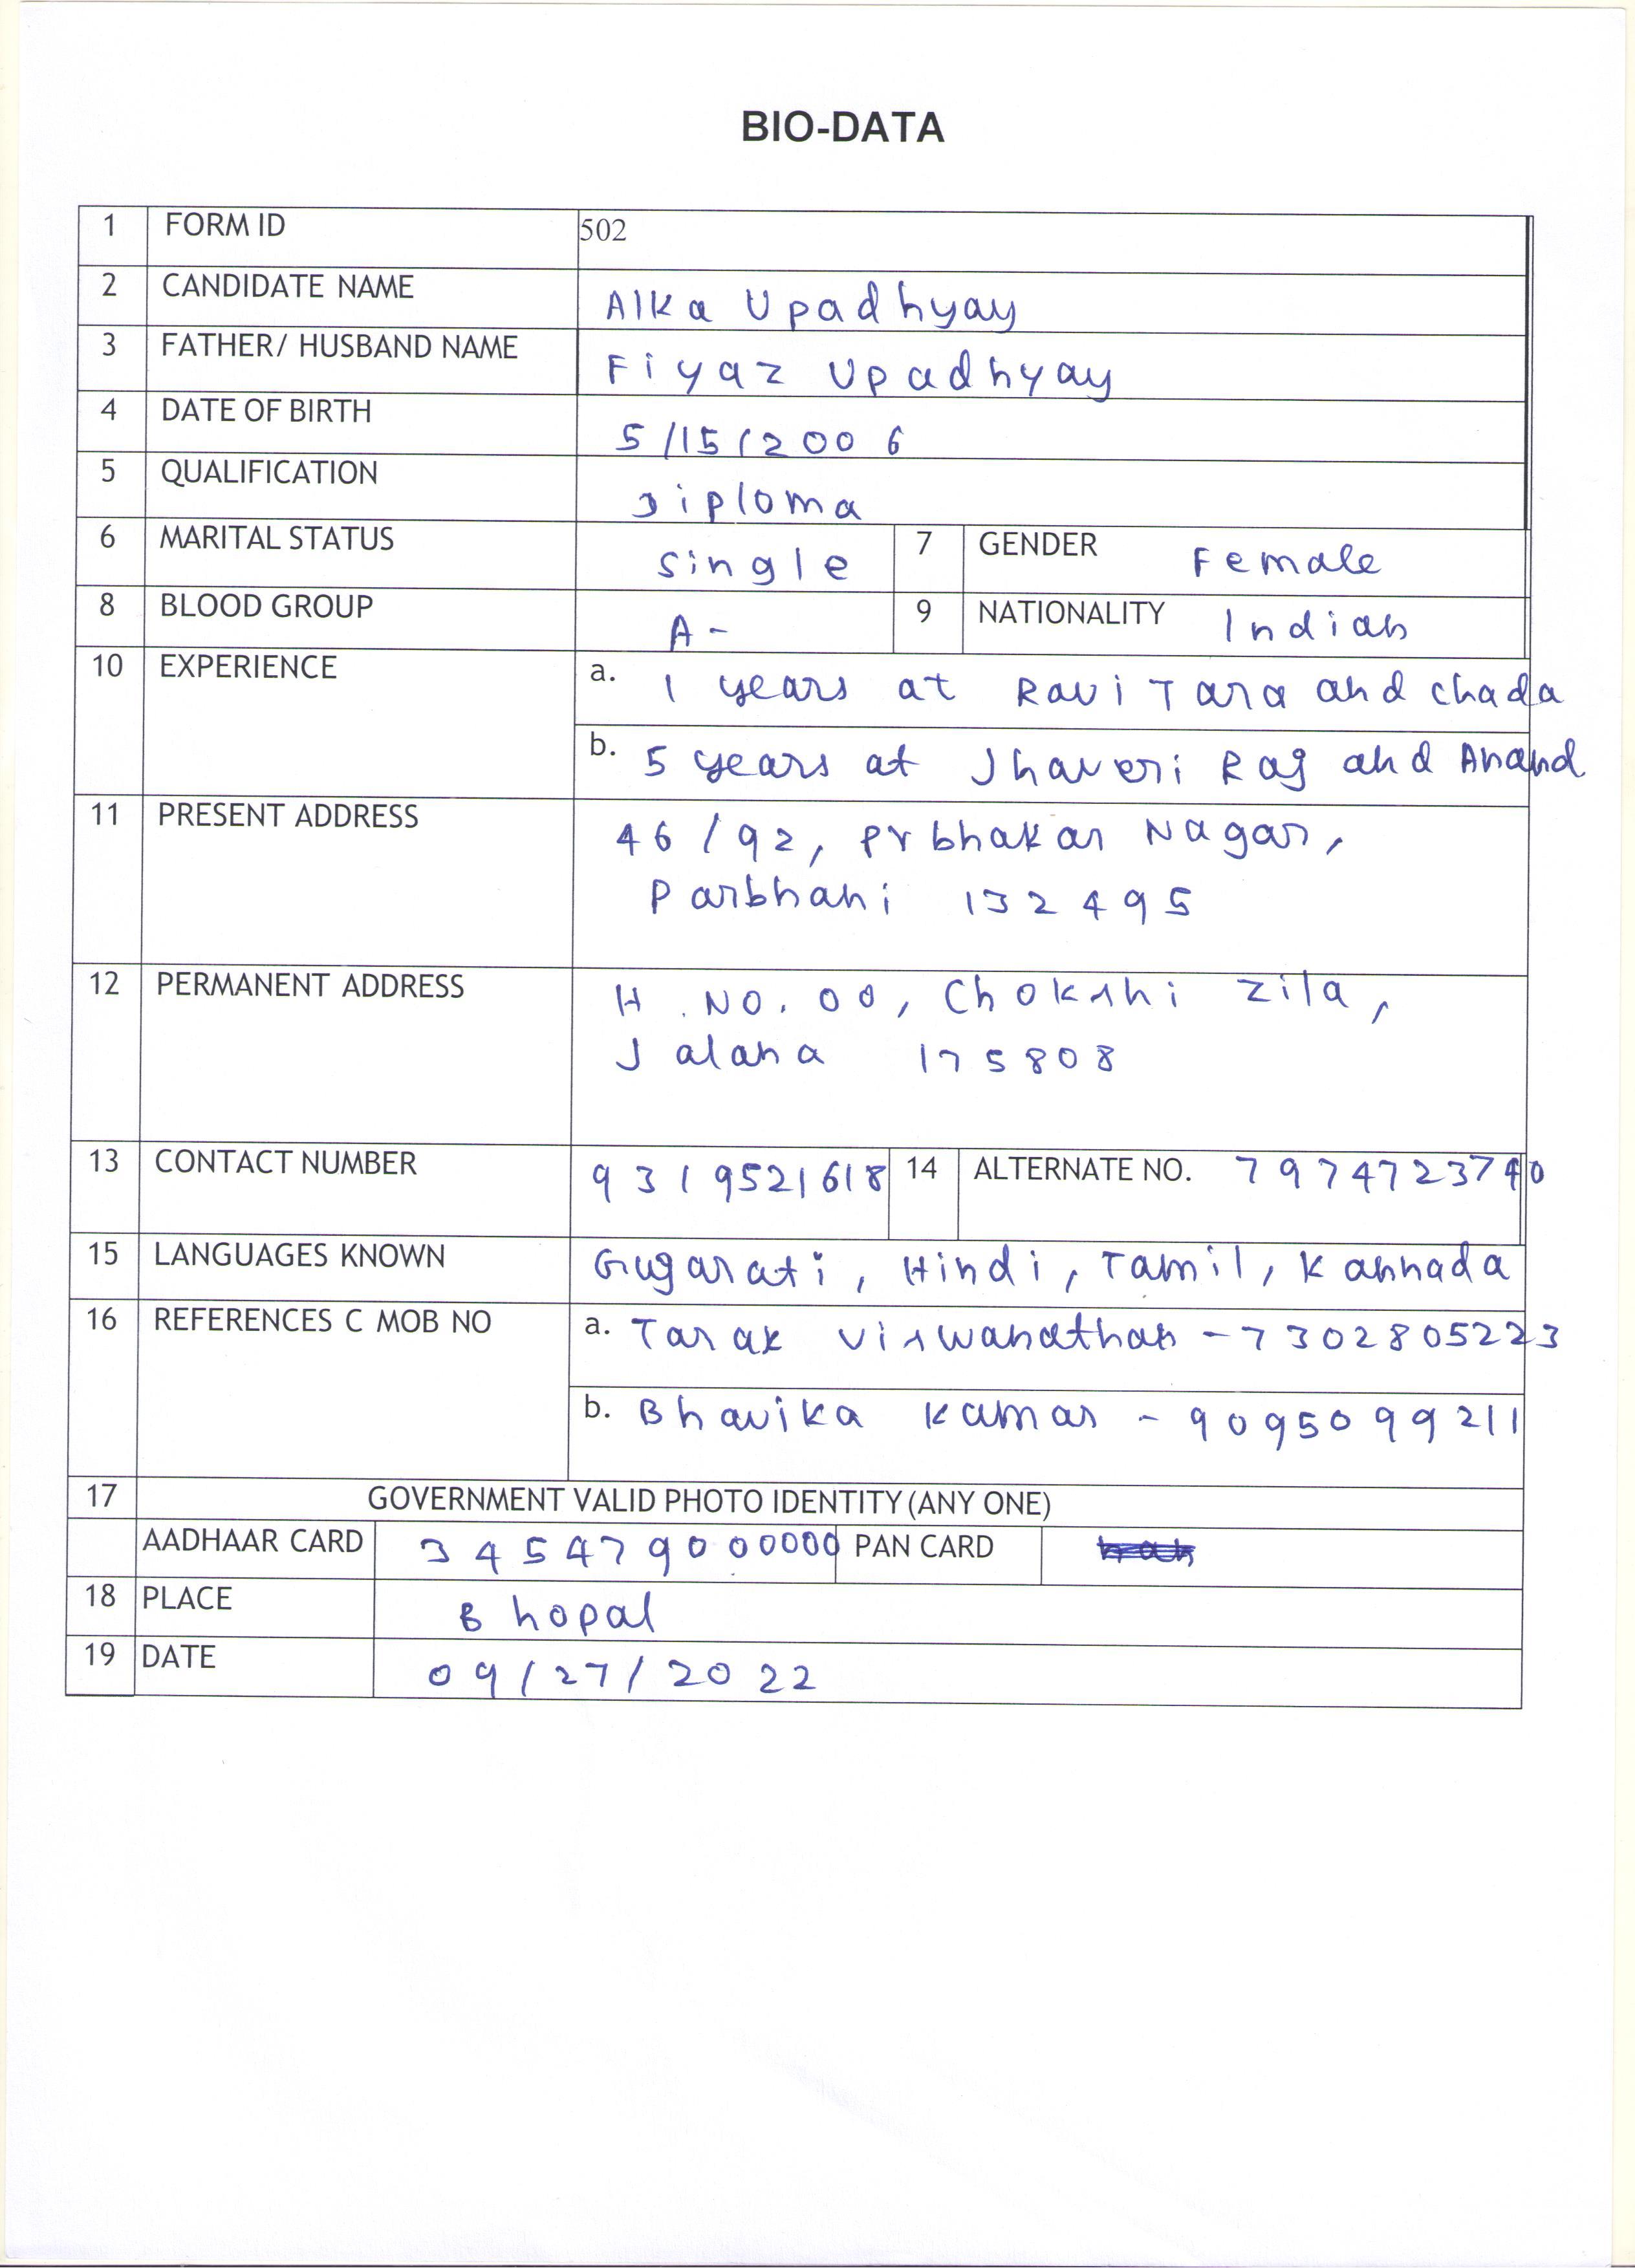 BIO-DATA
1 FORM ID 502
2 CANDIDATE NAME Alka Upadhyay
3 FATHER/ HUSBAND NAME Fiyaz Upadhyay
4 DATE OF BIRTH 5/15/2006
5 QUALIFICATION Diploma
6 MARITAL STATUS single 7 GENDER Female
8 BLOOD GROUP A- 9 NATIONALITY Indian
10 EXPERIENCE a. 1 years at Ravi Tara and Chada
b. 5 years at Jhaveri Raj and Anand
11 PRESENT ADDRESS 46/92, Prbhakar Nagar,
Parbhani 132495
12 PERMANENT ADDRESS H.NO. 00, Chokshi Zila,
Jalana 175808
13 CONTACT NUMBER 9319521618 14 ALTERNATE NO. 7974723740
15 LANGUAGES KNOWN Gujarati, Hindi, Tamil, Kannada
16 REFERENCES C MOB NO a. Tarak Viswanathan - 7302805223
b. Bhavika Kumar - 9095099211
17 GOVERNMENT VALID PHOTO IDENTITY (ANY ONE)
AADHAAR CARD 345479000000 PAN CARD
18 PLACE Bhopal
19 DATE 09/27/2022